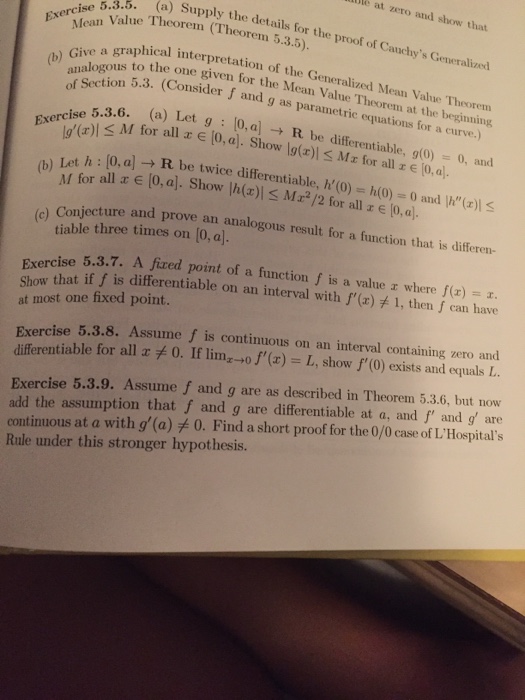 at zero and show that
Exercise 5.3.5. (a) Supply the details for the proof of Cauchy's Generalized
Mean Value Theorem (Theorem 5.3.5).
(b) Give a graphical interpretation of the Generalized Mean Value Theorem
analogous to the one given for the Mean Value Theorem at the beginning
of Section 5.3. (Consider f and g as parametric equations for a curve.)
Exercise 5.3.6. (a) Let g : [0, a] → R be differentiable, g(0) = 0, and
|g′(x)| ≤ M for all x ∈ [0, a]. Show |g(x)| ≤ Mx for all x ∈ [0, a].
(b) Let h : [0, a] → R be twice differentiable, h′(0) = h(0) = 0 and |h″(x)| ≤
M for all x ∈ [0, a]. Show |h(x)| ≤ Mx²/2 for all x ∈ [0, a].
(c) Conjecture and prove an analogous result for a function that is differen-
tiable three times on [0, a].
Exercise 5.3.7. A fixed point of a function f is a value x where f(x) = x.
Show that if f is differentiable on an interval with f′(x) ≠ 1, then f can have
at most one fixed point.
Exercise 5.3.8. Assume f is continuous on an interval containing zero and
differentiable for all x ≠ 0. If limₓ→₀ f′(x) = L, show f′(0) exists and equals L.
Exercise 5.3.9. Assume f and g are as described in Theorem 5.3.6, but now
add the assumption that f and g are differentiable at a, and f′ and g′ are
continuous at a with g′(a) ≠ 0. Find a short proof for the 0/0 case of L'Hospital's
Rule under this stronger hypothesis.